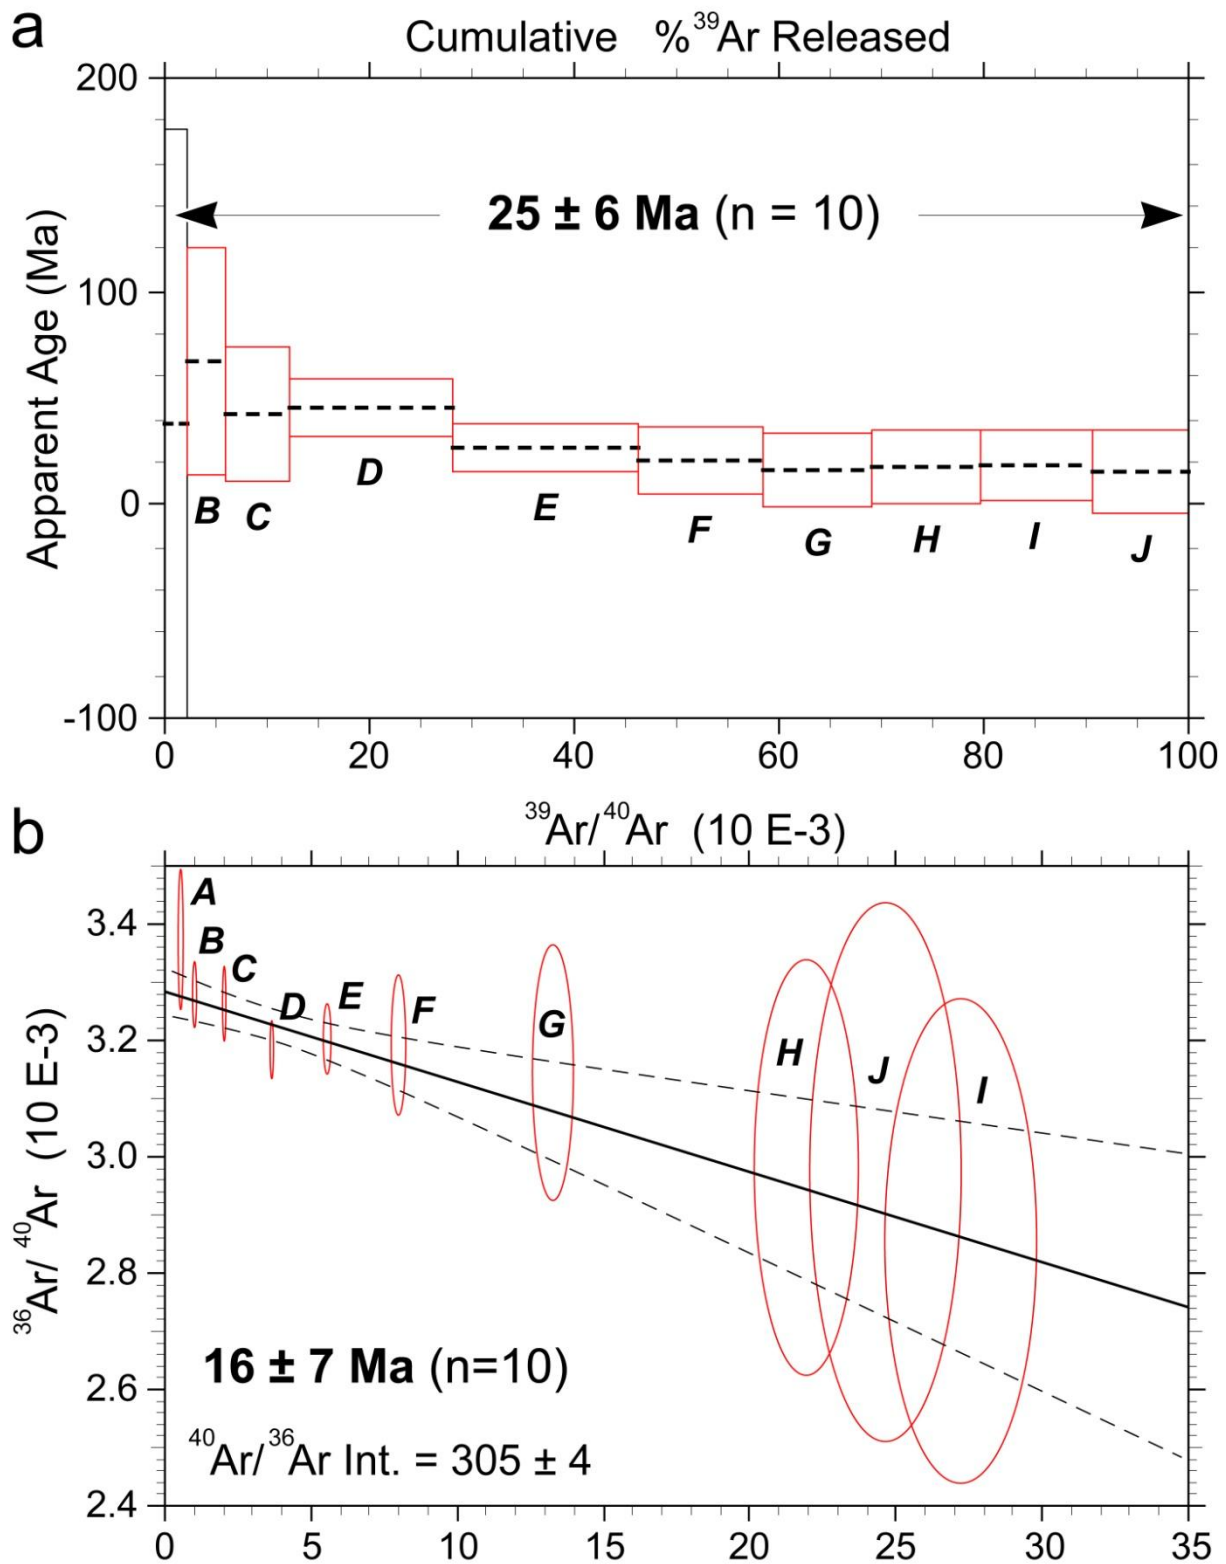 a
Cumulative %³⁹Ar Released
200
100
0
-100
Apparent Age (Ma)
25 ± 6 Ma (n = 10)
B
C
D
E
F
G
H
I
J
0 20 40 60 80 100
b
³⁹Ar/⁴⁰Ar (10 E-3)
3.4
3.2
3.0
2.8
2.6
2.4
³⁶Ar/ ⁴⁰Ar (10 E-3)
A
B
C
D
E
F
G
H
J
I
16 ± 7 Ma (n=10)
⁴⁰Ar/³⁶Ar Int. = 305 ± 4
0 5 10 15 20 25 30 35